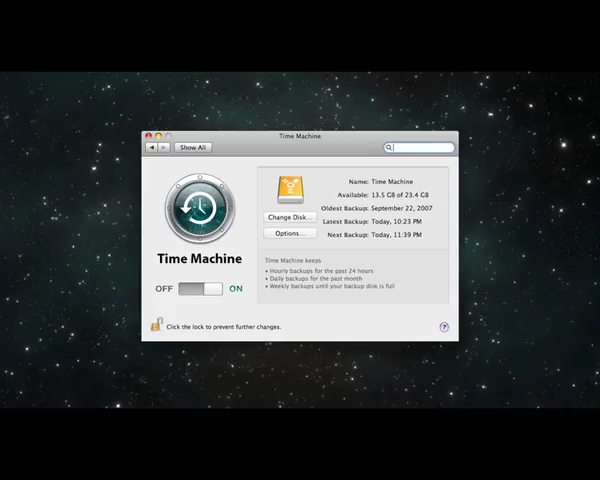 Time Machine
Show All
Name: Time Machine
Available: 13.5 GB of 23.4 GB
Oldest Backup: September 22, 2007
Change Disk...
Latest Backup: Today, 10:23 PM
Options...
Next Backup: Today, 11:39 PM
Time Machine
Time Machine keeps
• Hourly backups for the past 24 hours
• Daily backups for the past month
• Weekly backups until your backup disk is full
OFF ON
Click the lock to prevent further changes.
?